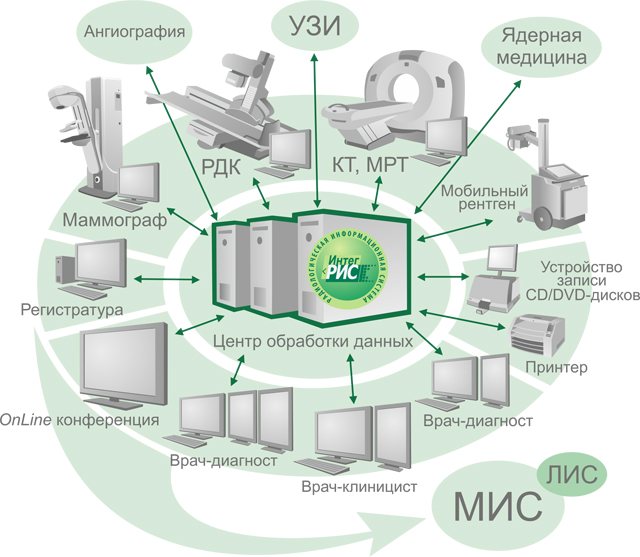 Ангиография
УЗИ
Ядерная
медицина
РДК
КТ, МРТ
Маммограф
Мобильный
рентген
РАДИОЛОГИЧЕСКАЯ ИНФОРМАЦИОННАЯ СИСТЕМА
Интег
РИС
Регистратура
Устройство
записи
CD/DVD-дисков
Центр обработки данных
Принтер
OnLine конференция
Врач-диагност
Врач-диагност
Врач-клиницист
ЛИС
МИС